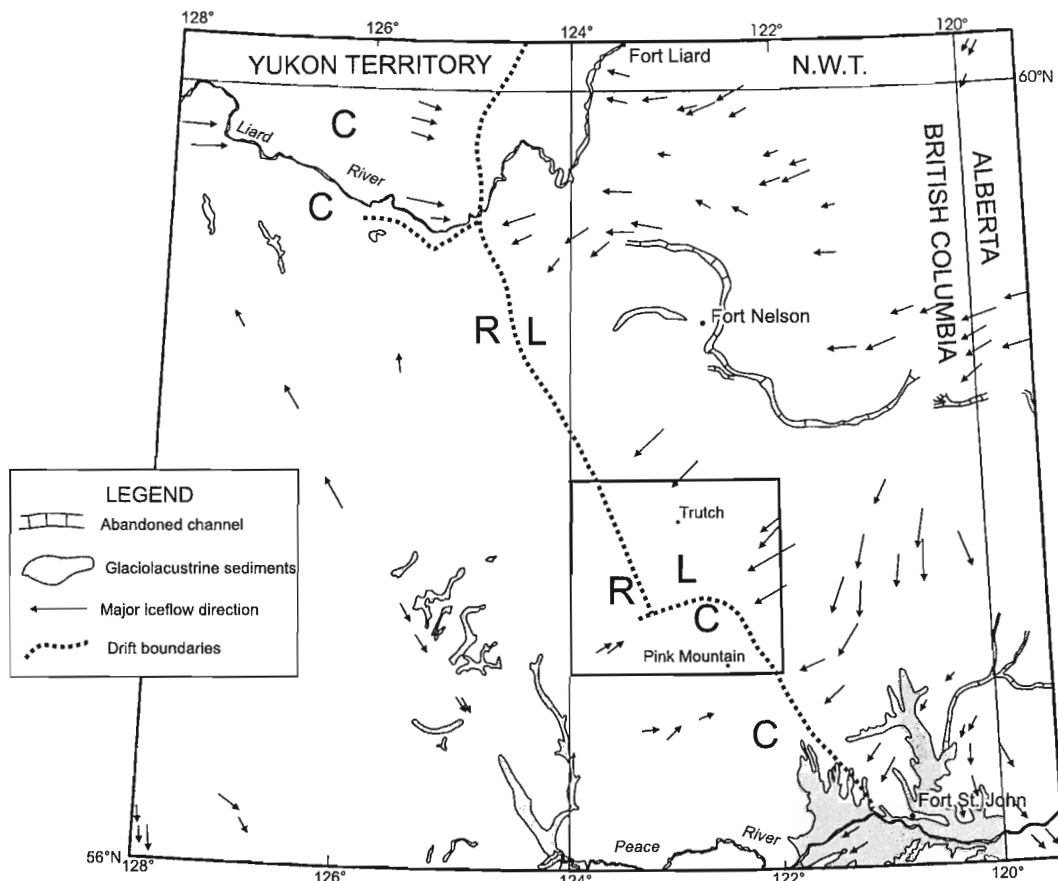 128°
126°
124°
122°
120°
YUKON TERRITORY
Fort Liard
N.W.T.
60°N
C
Liard
River
C
BRITISH COLUMBIA
ALBERTA
R L
Fort Nelson
LEGEND
Abandoned channel
Glaciolacustrine sediments
Major Iceflow direction
Drift boundaries
Trutch
L
R
C
Pink Mountain
C
Fort St. John
Peace
River
56°N
128°
126°
124°
122°
120°